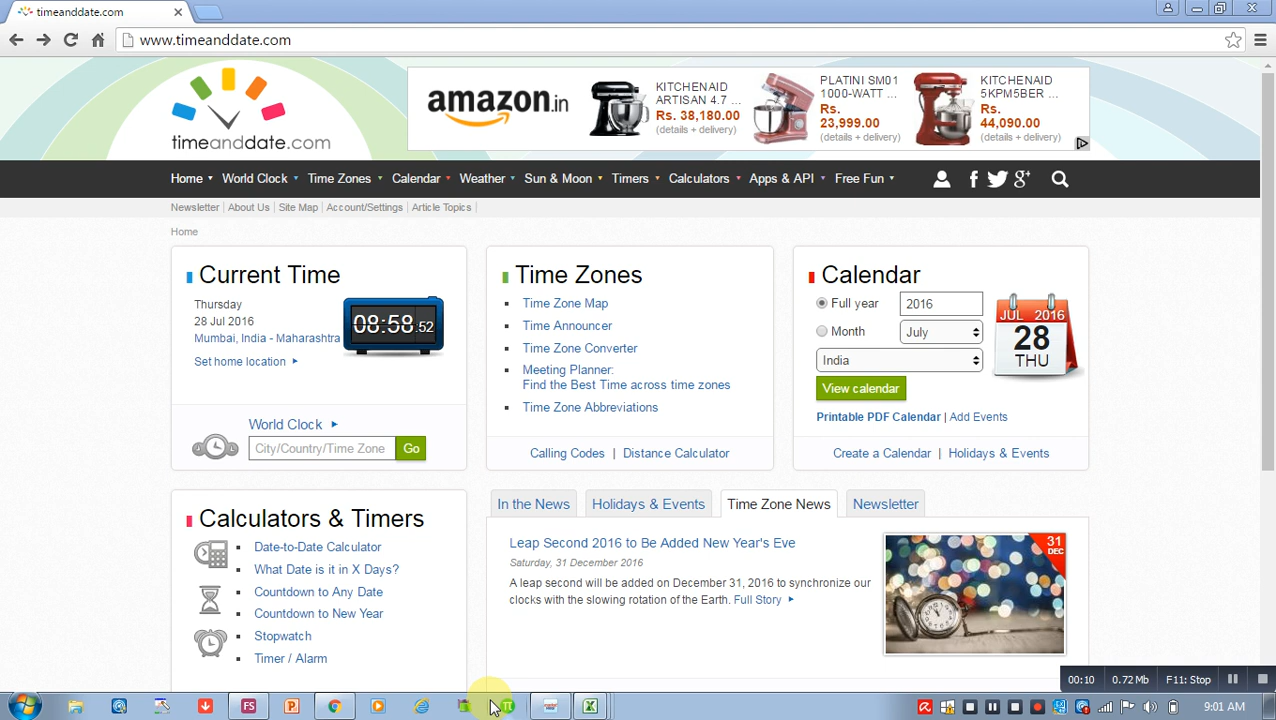 timeanddate.com
www.timeanddate.com
timeanddate.com
amazon.in
KITCHENAID
ARTISAN 4.7 ...
Rs. 38,180.00
(details + delivery)
PLATINI SM01
1000-WATT ...
Rs.
23,999.00
(details + delivery)
KITCHENAID
5KPM5BER ...
Rs.
44,090.00
(details + delivery)
Home World Clock Time Zones Calendar Weather Sun & Moon Timers Calculators Apps & API Free Fun
Newsletter | About Us | Site Map | Account/Settings | Article Topics |
Home
Current Time
Thursday
28 Jul 2016
Mumbai, India - Maharashtra
Set home location
08:58:52
World Clock
City/Country/Time Zone Go
Time Zones
Time Zone Map
Time Announcer
Time Zone Converter
Meeting Planner:
Find the Best Time across time zones
Time Zone Abbreviations
Calling Codes | Distance Calculator
Calendar
Full year 2016
Month July
India
View calendar
JUL 2016
28
THU
Printable PDF Calendar | Add Events
Create a Calendar | Holidays & Events
Calculators & Timers
Date-to-Date Calculator
What Date is it in X Days?
Countdown to Any Date
Countdown to New Year
Stopwatch
Timer / Alarm
In the News Holidays & Events Time Zone News Newsletter
Leap Second 2016 to Be Added New Year's Eve
Saturday, 31 December 2016
A leap second will be added on December 31, 2016 to synchronize our
clocks with the slowing rotation of the Earth. Full Story
31
DEC
00:10 0.72 Mb F11: Stop
FS
9:01 AM